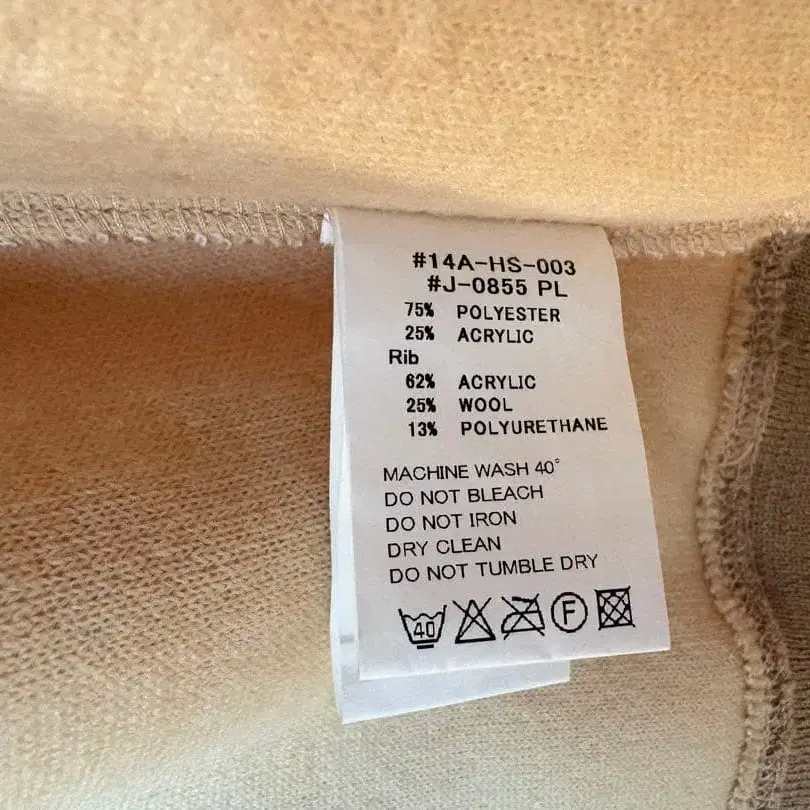 #14A-HS-003
#J-0855 PL
75% POLYESTER
25% ACRYLIC
Rib
62% ACRYLIC
25% WOOL
13% POLYURETHANE
MACHINE WASH 40°
DO NOT BLEACH
DO NOT IRON
DRY CLEAN
DO NOT TUMBLE DRY
40 F